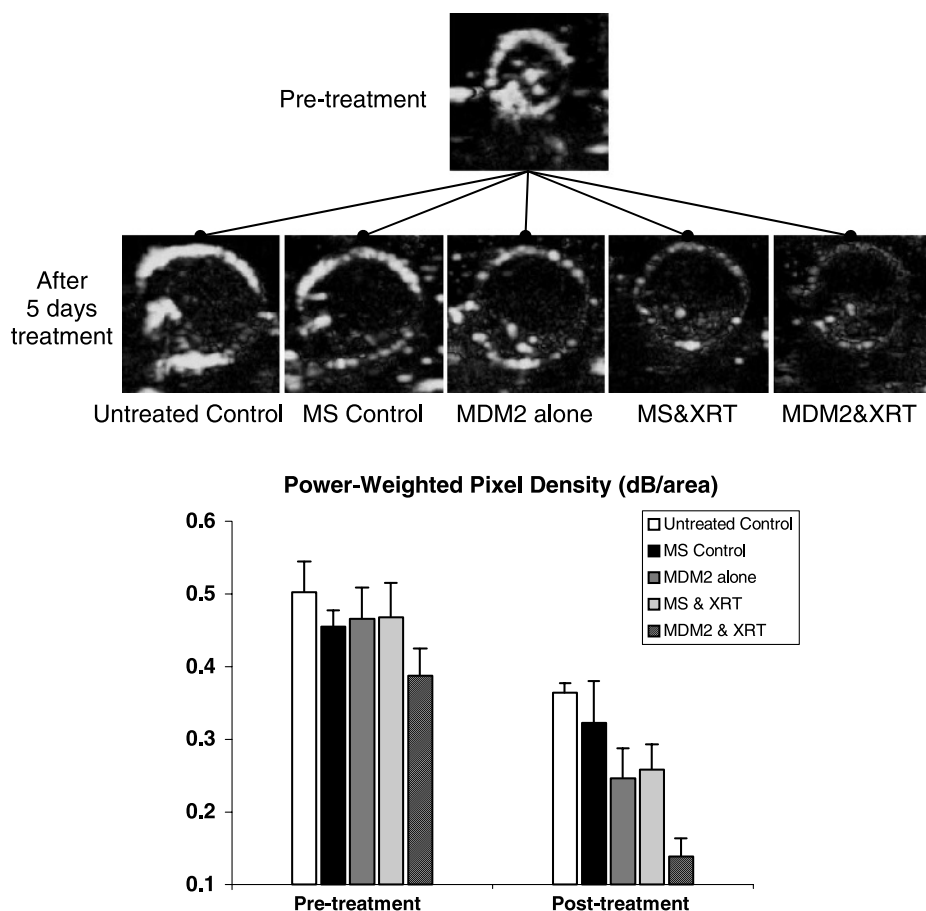 Pre-treatment
After
5 days
treatment
Untreated Control
MS Control
MDM2 alone
MS&XRT
MDM2&XRT
Power-Weighted Pixel Density (dB/area)
0.6
0.5
0.4
0.3
0.2
0.1
Untreated Control
MS Control
MDM2 alone
MS & XRT
MDM2 & XRT
Pre-treatment
Post-treatment